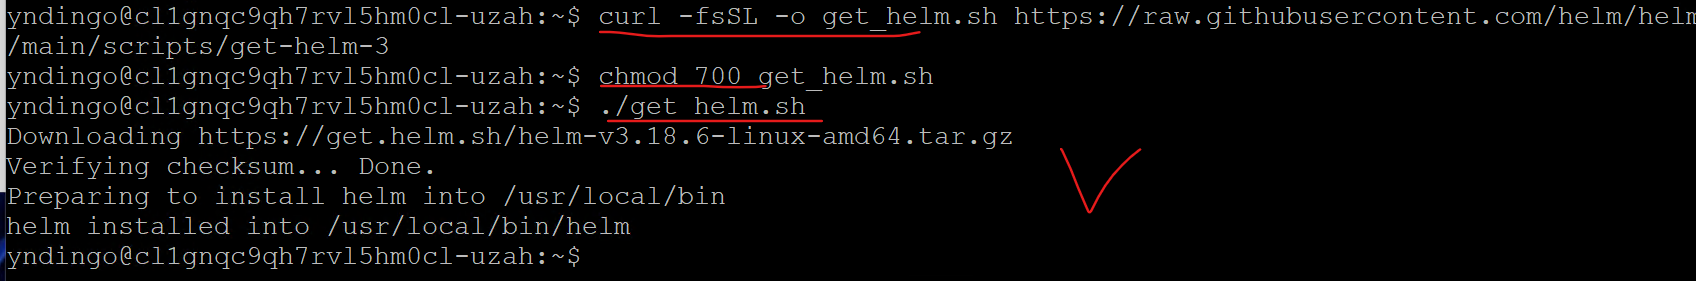 yndingo@cl1gnqc9qh7rvl5hm0cl-uzah:~$ curl -fsSL -o get_helm.sh https://raw.githubusercontent.com/helm/helm
/main/scripts/get-helm-3
yndingo@cl1gnqc9qh7rvl5hm0cl-uzah:~$ chmod 700 get_helm.sh
yndingo@cl1gnqc9qh7rvl5hm0cl-uzah:~$ ./get_helm.sh
Downloading https://get.helm.sh/helm-v3.18.6-linux-amd64.tar.gz
Verifying checksum... Done.
Preparing to install helm into /usr/local/bin
helm installed into /usr/local/bin/helm
yndingo@cl1gnqc9qh7rvl5hm0cl-uzah:~$